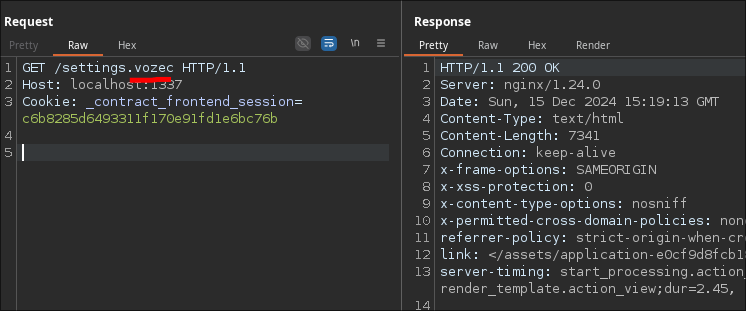 Request
Pretty Raw Hex \n
1 GET /settings.vozec HTTP/1.1
2 Host: localhost:1337
3 Cookie: _contract_frontend_session=
c6b8285d6493311f170e91fd1e6bc76b
4
5
Response
Pretty Raw Hex Render
1 HTTP/1.1 200 OK
2 Server: nginx/1.24.0
3 Date: Sun, 15 Dec 2024 15:19:13 GMT
4 Content-Type: text/html
5 Content-Length: 7341
6 Connection: keep-alive
7 x-frame-options: SAMEORIGIN
8 x-xss-protection: 0
9 x-content-type-options: nosniff
10 x-permitted-cross-domain-policies: non
11 referrer-policy: strict-origin-when-cr
12 link: </assets/application-e0cf9d8fcb1
13 server-timing: start_processing.action_
render_template.action_view;dur=2.45,
14